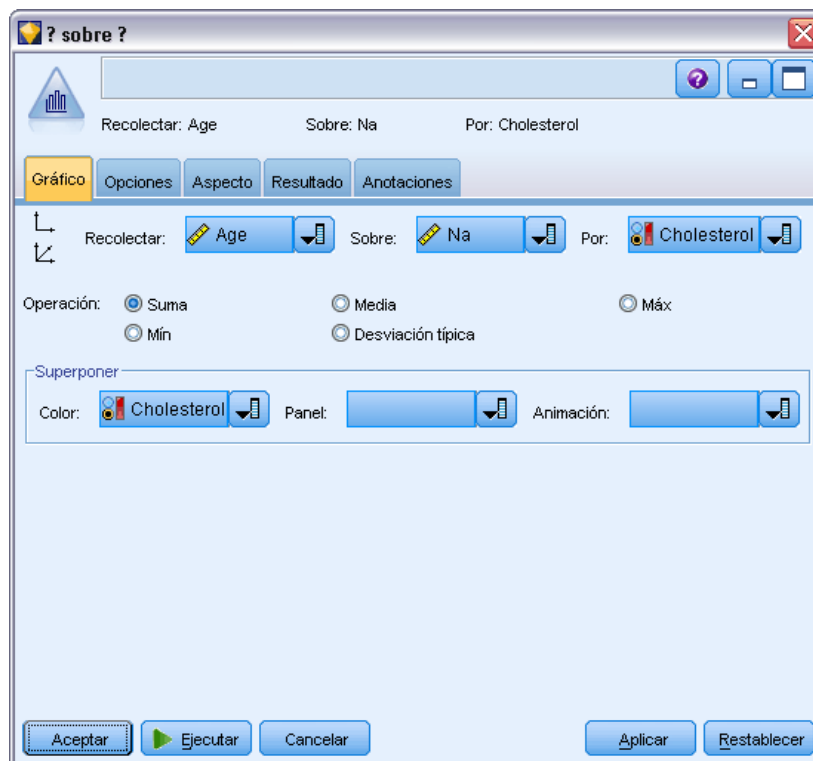 ? sobre ?
Recolectar: Age Sobre: Na Por: Cholesterol
Gráfico Opciones Aspecto Resultado Anotaciones
Recolectar: Age Sobre: Na Por: Cholesterol
Operación: Suma Media Máx
Mín Desviación típica
Superponer
Color: Cholesterol Panel: Animación:
Aceptar Ejecutar Cancelar Aplicar Restablecer